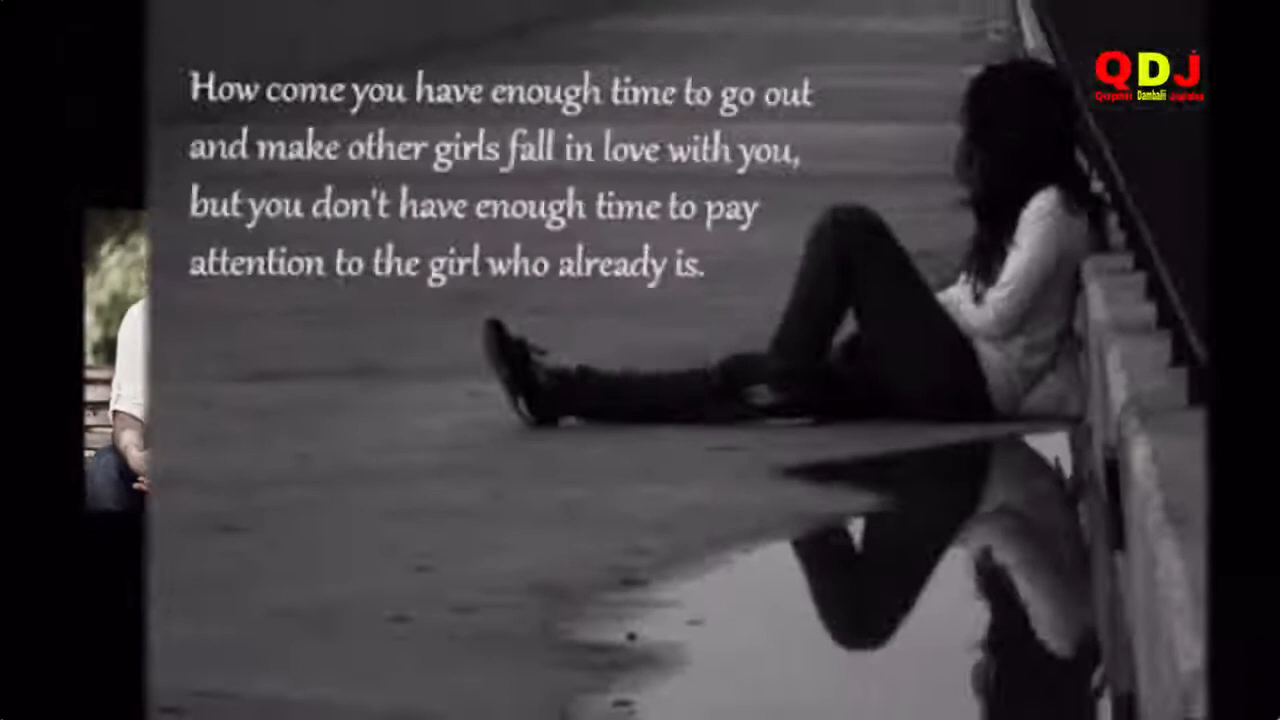 How come you have enough time to go out
and make other girls fall in love with you,
but you don't have enough time to pay
attention to the girl who already is.
QDJ
Dambali